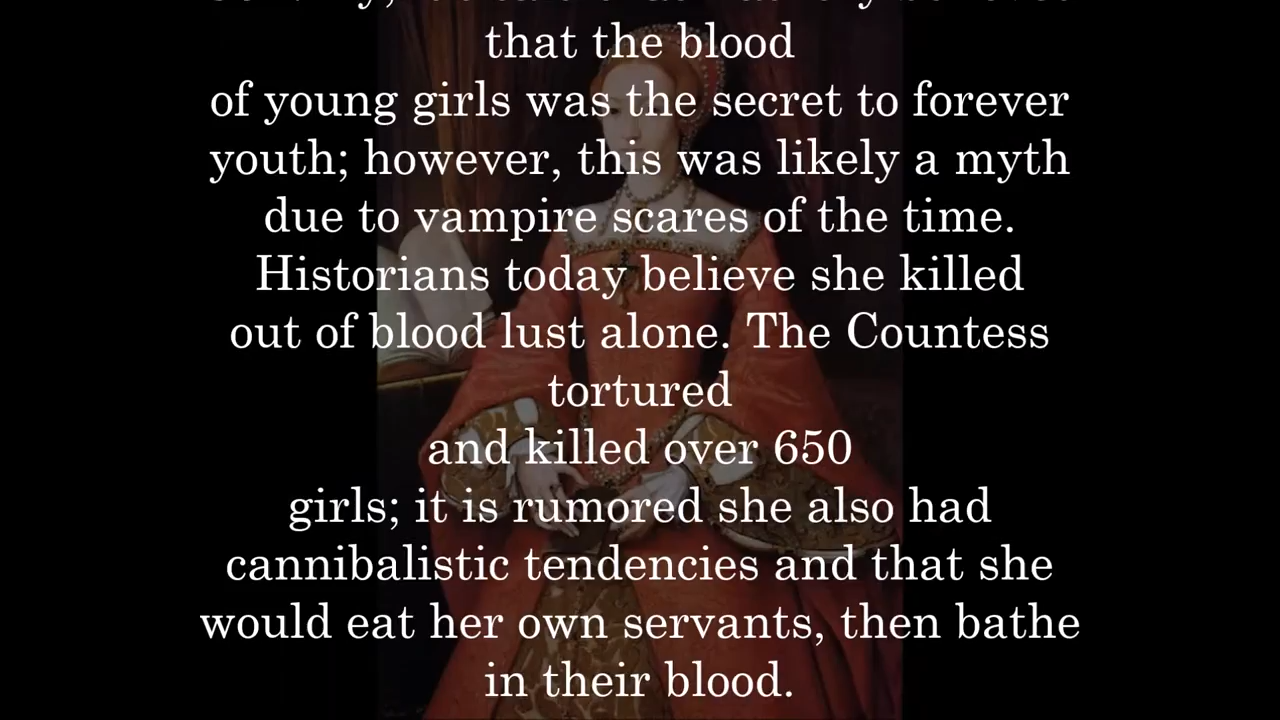 that the blood
of young girls was the secret to forever
youth; however, this was likely a myth
due to vampire scares of the time.
Historians today believe she killed
out of blood lust alone. The Countess
tortured
and killed over 650
girls; it is rumored she also had
cannibalistic tendencies and that she
would eat her own servants, then bathe
in their blood.